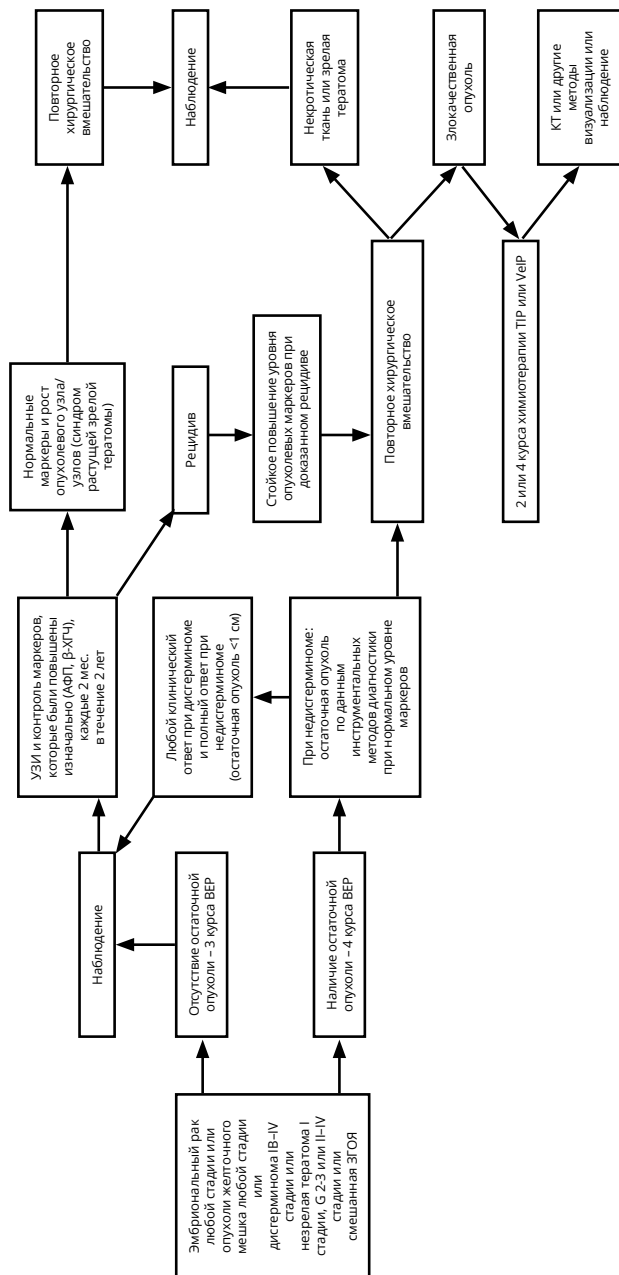 Эмбриональный рак
любой стадии или
опухоли желточного
мешка любой стадии
или
дисгерминома IB–IV
стадии или
незрелая тератома I
стадии, G 2-3 или II–IV
стадии или
смешанная ЗГОЯ
Отсутствие остаточной
опухоли – 3 курса BEP
Наличие остаточной
опухоли – 4 курса BEP
Наблюдение
УЗИ и контроль маркеров,
которые были повышены
изначально (АФП, β-ХГЧ),
каждые 2 мес.
в течение 2 лет
Любой клинический
ответ при дисгерминоме
и полный ответ при
недисгерминоме
(остаточная опухоль <1 см)
При недисгерминоме:
остаточная опухоль
по данным
инструментальных
методов диагностики
при нормальном уровне
маркеров
Нормальные
маркеры и рост
опухолевого узла/
узлов (синдром
растущей зрелой
тератомы)
Рецидив
Стойкое повышение уровня
опухолевых маркеров при
доказанном рецидиве
Повторное хирургическое
вмешательство
2 или 4 курса химиотерапии TIP или VeIP
Повторное
хирургическое
вмешательство
Наблюдение
Некротическая
ткань или зрелая
тератома
Злокачественная
опухоль
КТ или другие
методы
визуализации или
наблюдение